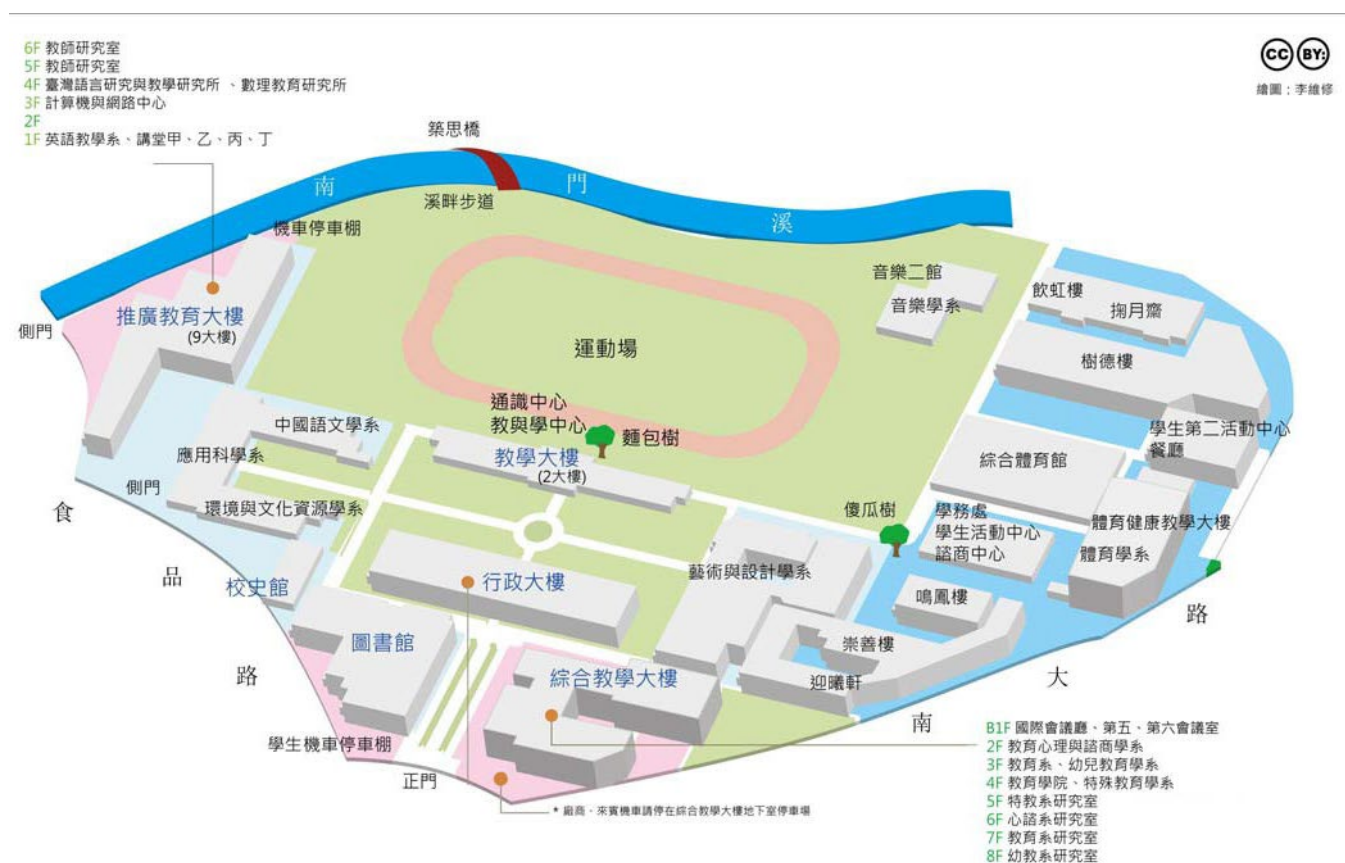 6F 教師研究室
5F 教師研究室
4F 臺灣語言研究與教學研究所 、數理教育研究所
3F 計算機與網路中心
2F
1F 英語教學系、講堂甲、乙、丙、丁
CC BY:
繪圖：李維修
築思橋
南門溪
溪畔步道
機車停車棚
側門
推廣教育大樓
(9大樓)
音樂二館
音樂學系
飲虹樓
掬月齋
樹德樓
運動場
通識中心
教與學中心
麵包樹
教學大樓
(2大樓)
中國語文學系
應用科學系
側門
環境與文化資源學系
學生第二活動中心
餐廳
綜合體育館
體育健康教學大樓
體育學系
傻瓜樹
學務處
學生活動中心
諮商中心
食品路
校史館
行政大樓
藝術與設計學系
鳴鳳樓
圖書館
綜合教學大樓
崇善樓
迎曦軒
南大路
學生機車停車棚
正門
* 廠商、來賓機車請停在綜合教學大樓地下室停車場
B1F 國際會議廳、第五、第六會議室
2F 教育心理與諮商學系
3F 教育系、幼兒教育學系
4F 教育學院、特殊教育學系
5F 特教系研究室
6F 心諮系研究室
7F 教育系研究室
8F 幼教系研究室